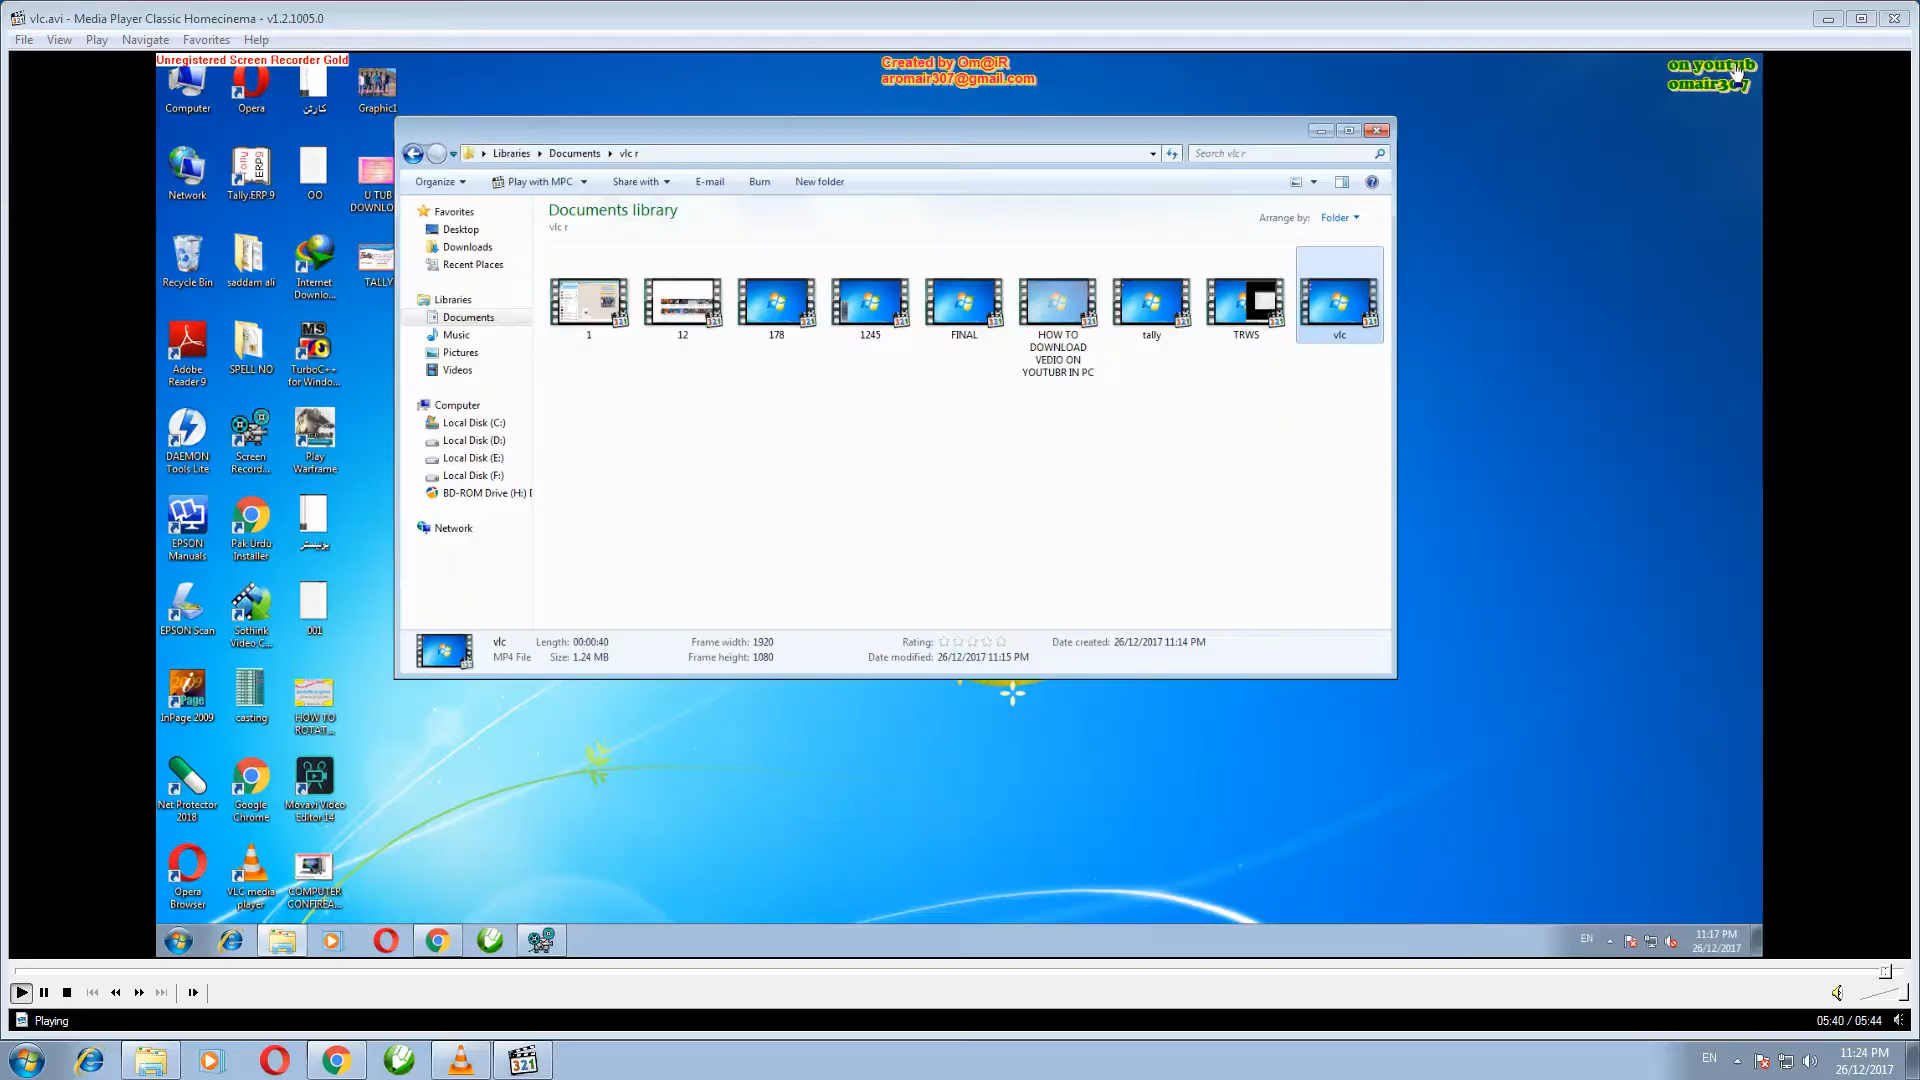 vlc.avi - Media Player Classic Homecinema - v1.2.1005.0
File View Play Navigate Favorites Help
Unregistered Screen Recorder Gold
Created by Om@iR
aromair307@gmail.com
on youtub
omair307
Computer
Opera
كارٹن
Graphic1
Network
Tally.ERP 9
OO
U TUB
DOWNLO
Recycle Bin
saddam ali
Internet
Downlo...
TALLY
Adobe
Reader 9
SPELL NO
TurboC++
for Windo...
DAEMON
Tools Lite
Screen
Record...
Play
Warframe
EPSON
Manuals
Pak Urdu
Installer
EPSON Scan
Sothink
Video C...
001
InPage 2009
casting
HOW TO
ROTAT...
Net Protector
2018
Google
Chrome
Movavi Video
Editor 14
Opera
Browser
VLC media
player
COMPUTER
CONFIREA...
Libraries Documents vlc r
Search vlc r
Organize Play with MPC Share with E-mail Burn New folder
Favorites
Desktop
Downloads
Recent Places
Libraries
Documents
Music
Pictures
Videos
Computer
Local Disk (C:)
Local Disk (D:)
Local Disk (E:)
Local Disk (F:)
BD-ROM Drive (H:)
Network
Documents library
vlc r
Arrange by: Folder
1
12
178
1245
FINAL
HOW TO
DOWNLOAD
VEDIO ON
YOUTUBR IN PC
tally
TRWS
vlc
vlc Length: 00:00:40 Frame width: 1920 Rating: Date created: 26/12/2017 11:14 PM
MP4 File Size: 1.24 MB Frame height: 1080 Date modified: 26/12/2017 11:15 PM
EN
11:17 PM
26/12/2017
Playing
05:40 / 05:44
EN
11:24 PM
26/12/2017